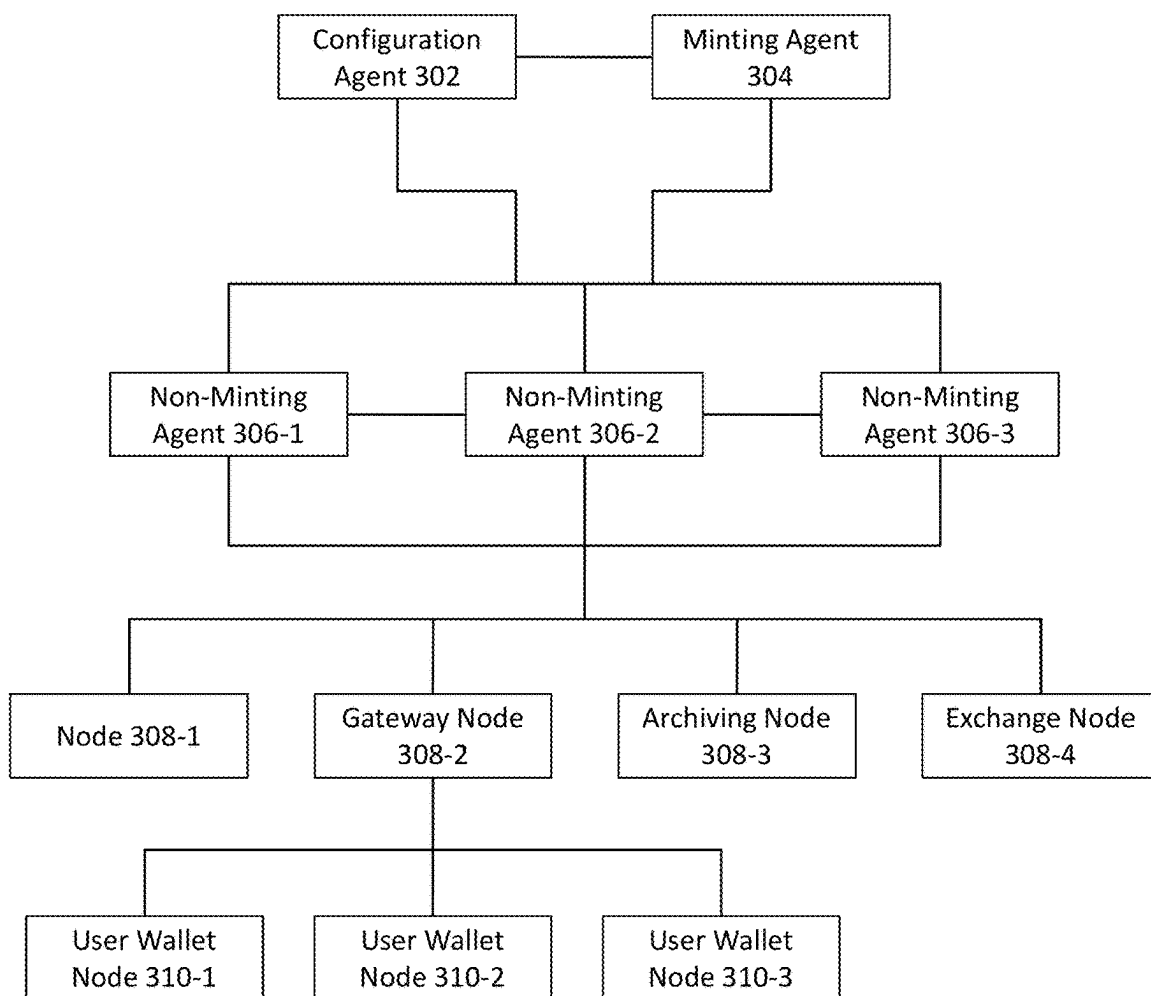 Configuration
Agent 302
Minting Agent
304
Non-Minting
Agent 306-1
Non-Minting
Agent 306-2
Non-Minting
Agent 306-3
Node 308-1
Gateway Node
308-2
Archiving Node
308-3
Exchange Node
308-4
User Wallet
Node 310-1
User Wallet
Node 310-2
User Wallet
Node 310-3